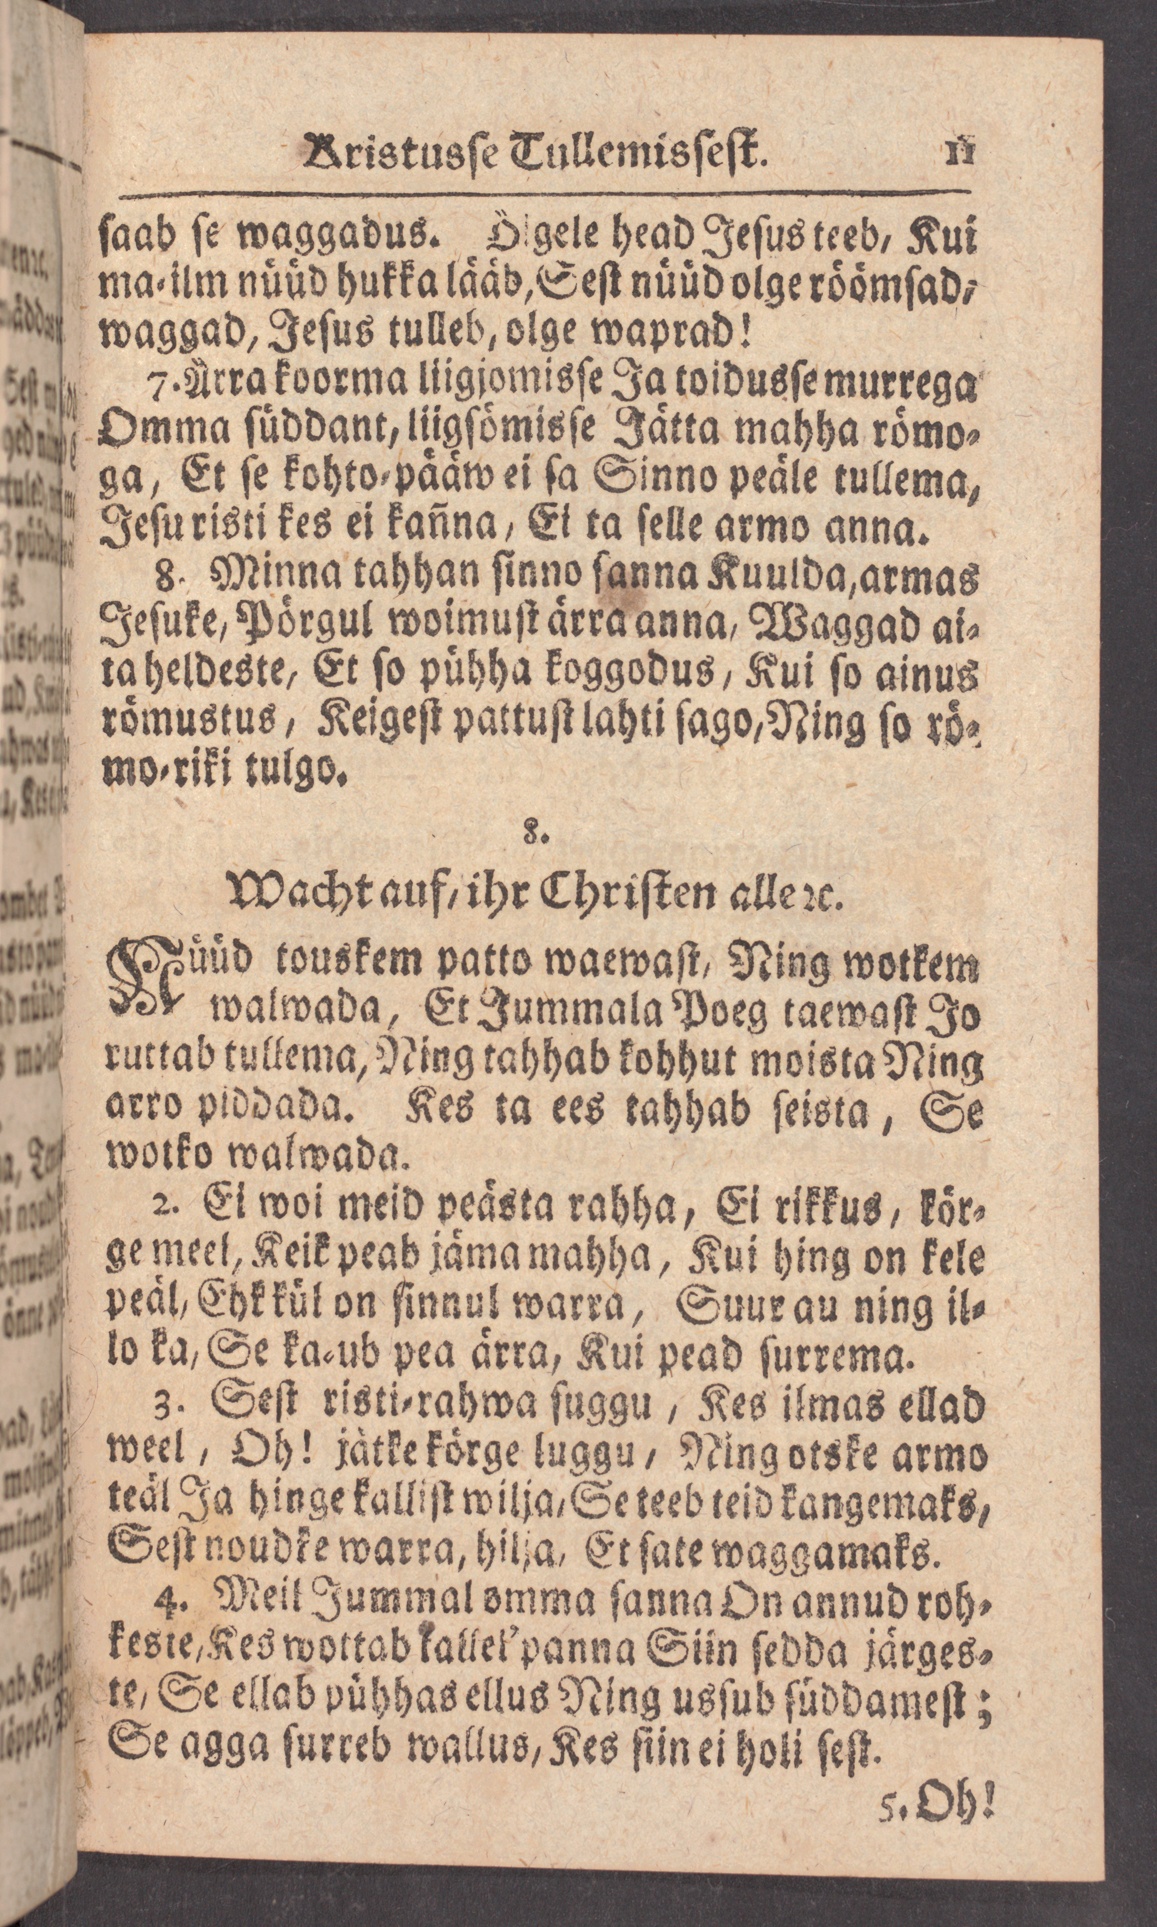 Kristusse Tullemissest. 11
saab se waggadus. Öigele head Jesus teeb, Kui
ma-ilm nüüd hukka lääb, Sest nüüd olge röömsad,
waggad, Jesus tulleb, olge waprad!
7. Ärra koorma liigjomisse Ja toidusse murrega
Omma süddant, liigsömisse Jätta mahha römo-
ga, Et se kohto-pääw ei sa Sinno peäle tullema,
Jesu risti kes ei kañna, Ei ta selle armo anna.
8. Minna tahhan sinno sanna Kuulda, armas
Jesuke, Pörgul woimust ärra anna, Waggad ai-
ta heldeste, Et so pühha koggodus, Kui so ainus
römustus, Keigest pattust lahti sago, Ning so rö-
mo-riki tulgo.
8.
Wacht auf, ihr Christen alle ꝛc.
Nüüd touskem patto waewast, Ning wotkem
walwada, Et Jummala Poeg taewast Jo
ruttab tullema, Ning tahhab kohhut moista Ning
arro piddada. Kes ta ees tahhab seista, Se
wotko walwada.
2. Ei woi meid peästa rahha, Ei rikkus, kör-
ge meel, Keik peab jäma mahha, Kui hing on kele
peäl, Ehk kül on sinnul warra, Suur au ning il-
lo ka, Se ka-ub pea ärra, Kui pead surrema.
3. Sest risti-rahwa suggu, Kes ilmas ellad
weel, Oh! jätke körge luggu, Ning otske armo
teäl Ja hinge kallist wilja, Se teeb teid kangemaks,
Sest noudke warra, hilja, Et sate waggamaks.
4. Meil Jummal omma sanna On annud roh-
keste, Kes wottab kallek' panna Siin sedda järges-
te, Se ellab pühhas ellus Ning ussub süddamest;
Se agga surreb wallus, Kes siin ei holi sest.
5. Oh!